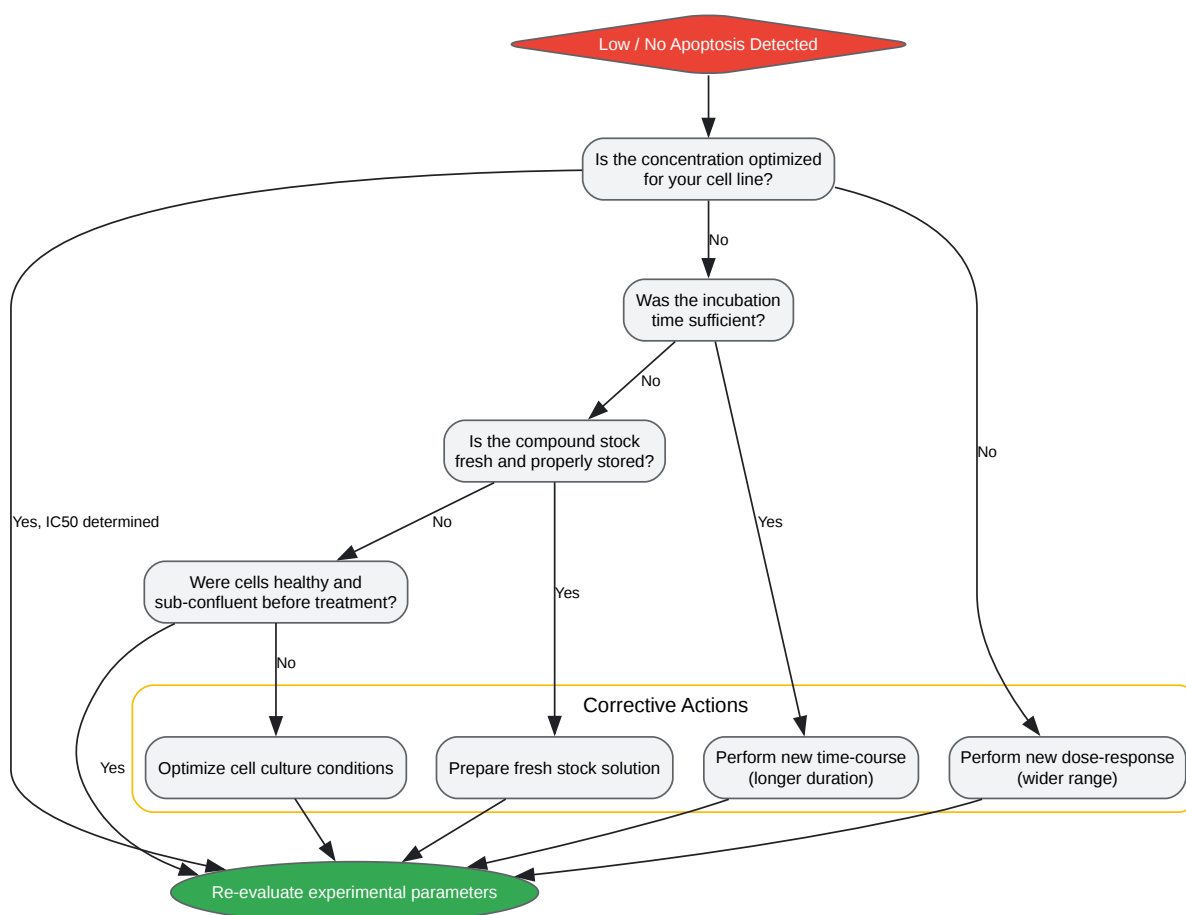 Low / No Apoptosis Detected
Is the concentration optimized
for your cell line?
No
Was the incubation
time sufficient?
No
Is the compound stock
fresh and properly stored?
No
Yes, IC50 determined
No
Yes
Were cells healthy and
sub-confluent before treatment?
Yes
No
Corrective Actions
Optimize cell culture conditions
Prepare fresh stock solution
Perform new time-course
(longer duration)
Perform new dose-response
(wider range)
Yes
Re-evaluate experimental parameters